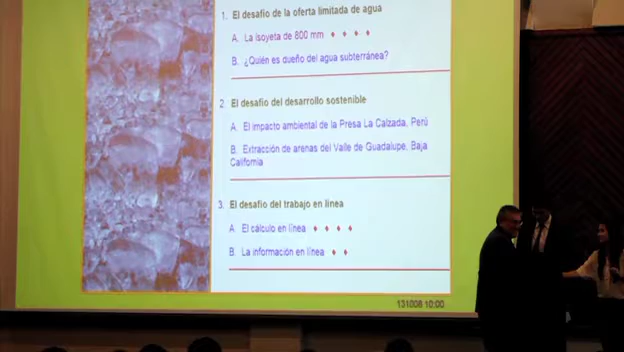 1. El desafio de la oferta limitada de agua
A. La isoyeta de 800 mm ♦ ♦ ♦ ♦
B. ¿Quién es dueño del agua subterránea?
2. El desafio del desarrollo sostenible
A. El impacto ambiental de la Presa La Calzada, Perú
B. Extracción de arenas del Valle de Guadalupe, Baja
California
3. El desafio del trabajo en línea
A. El cálculo en línea ♦ ♦ ♦ ♦
B. La información en línea ♦ ♦
131008 10:00